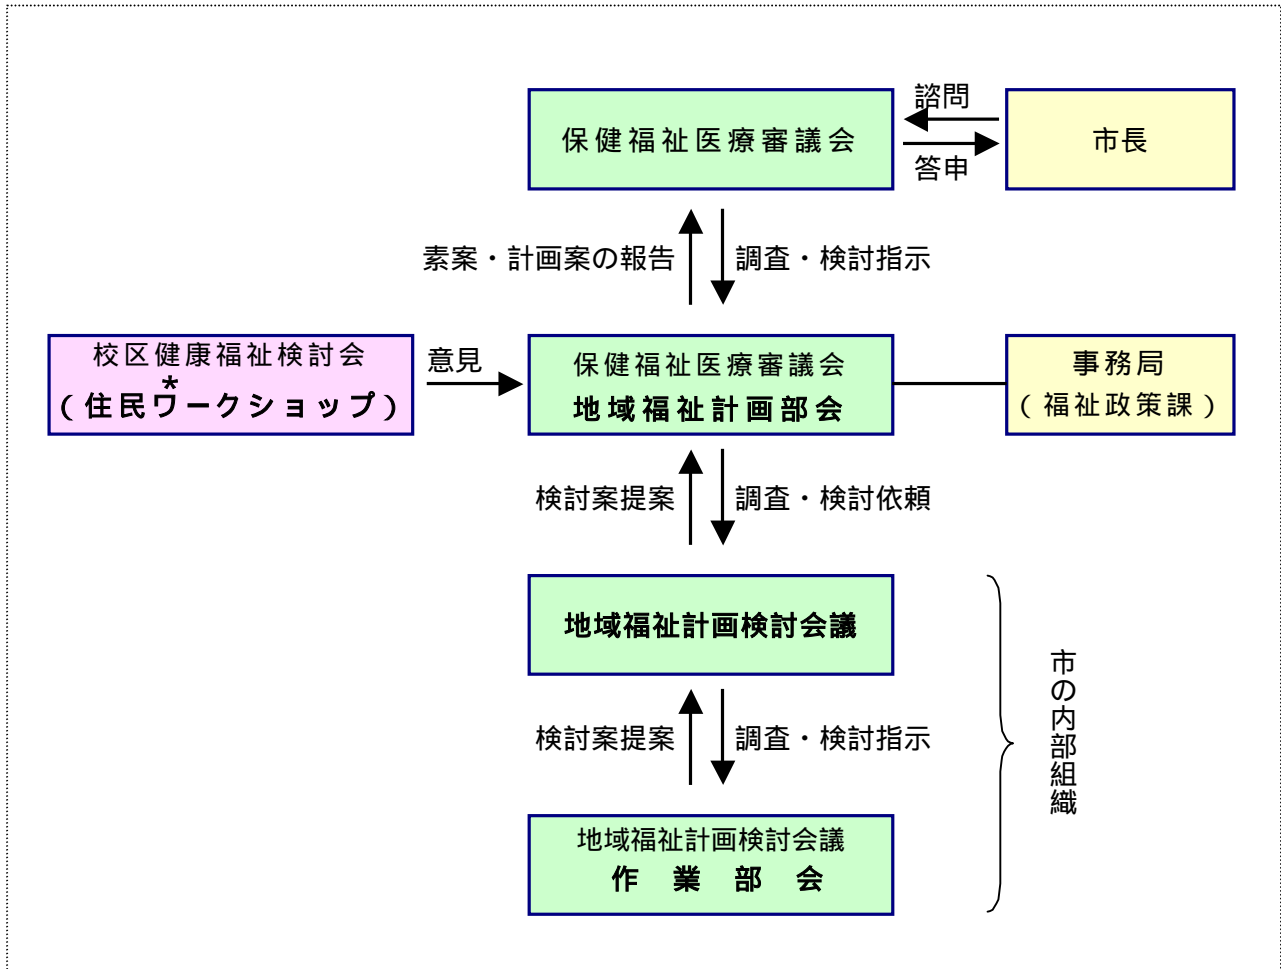 諮問
保健福祉医療審議会
市長
答申
素案・計画案の報告
調査・検討指示
校区健康福祉検討会
*
(住民ワークショップ)
意見
保健福祉医療審議会
地域福祉計画部会
事務局
(福祉政策課)
検討案提案
調査・検討依頼
地域福祉計画検討会議
検討案提案
調査・検討指示
地域福祉計画検討会議
作業部会
市の内部組織